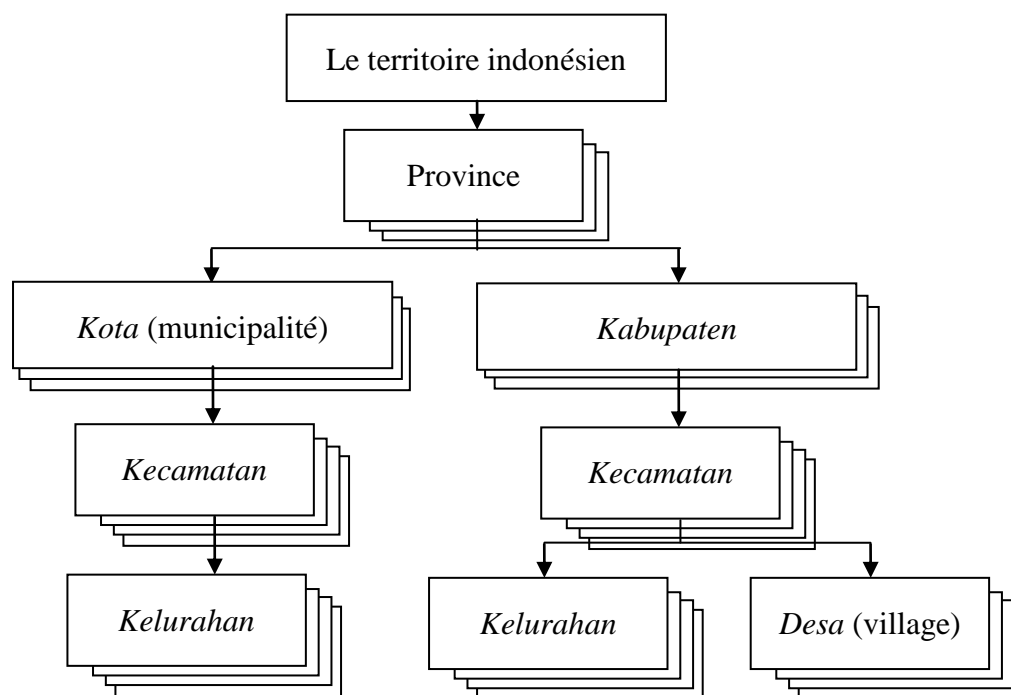 Le territoire indonésien
Province
Kota (municipalité)
Kabupaten
Kecamatan
Kecamatan
Kelurahan
Kelurahan
Desa (village)